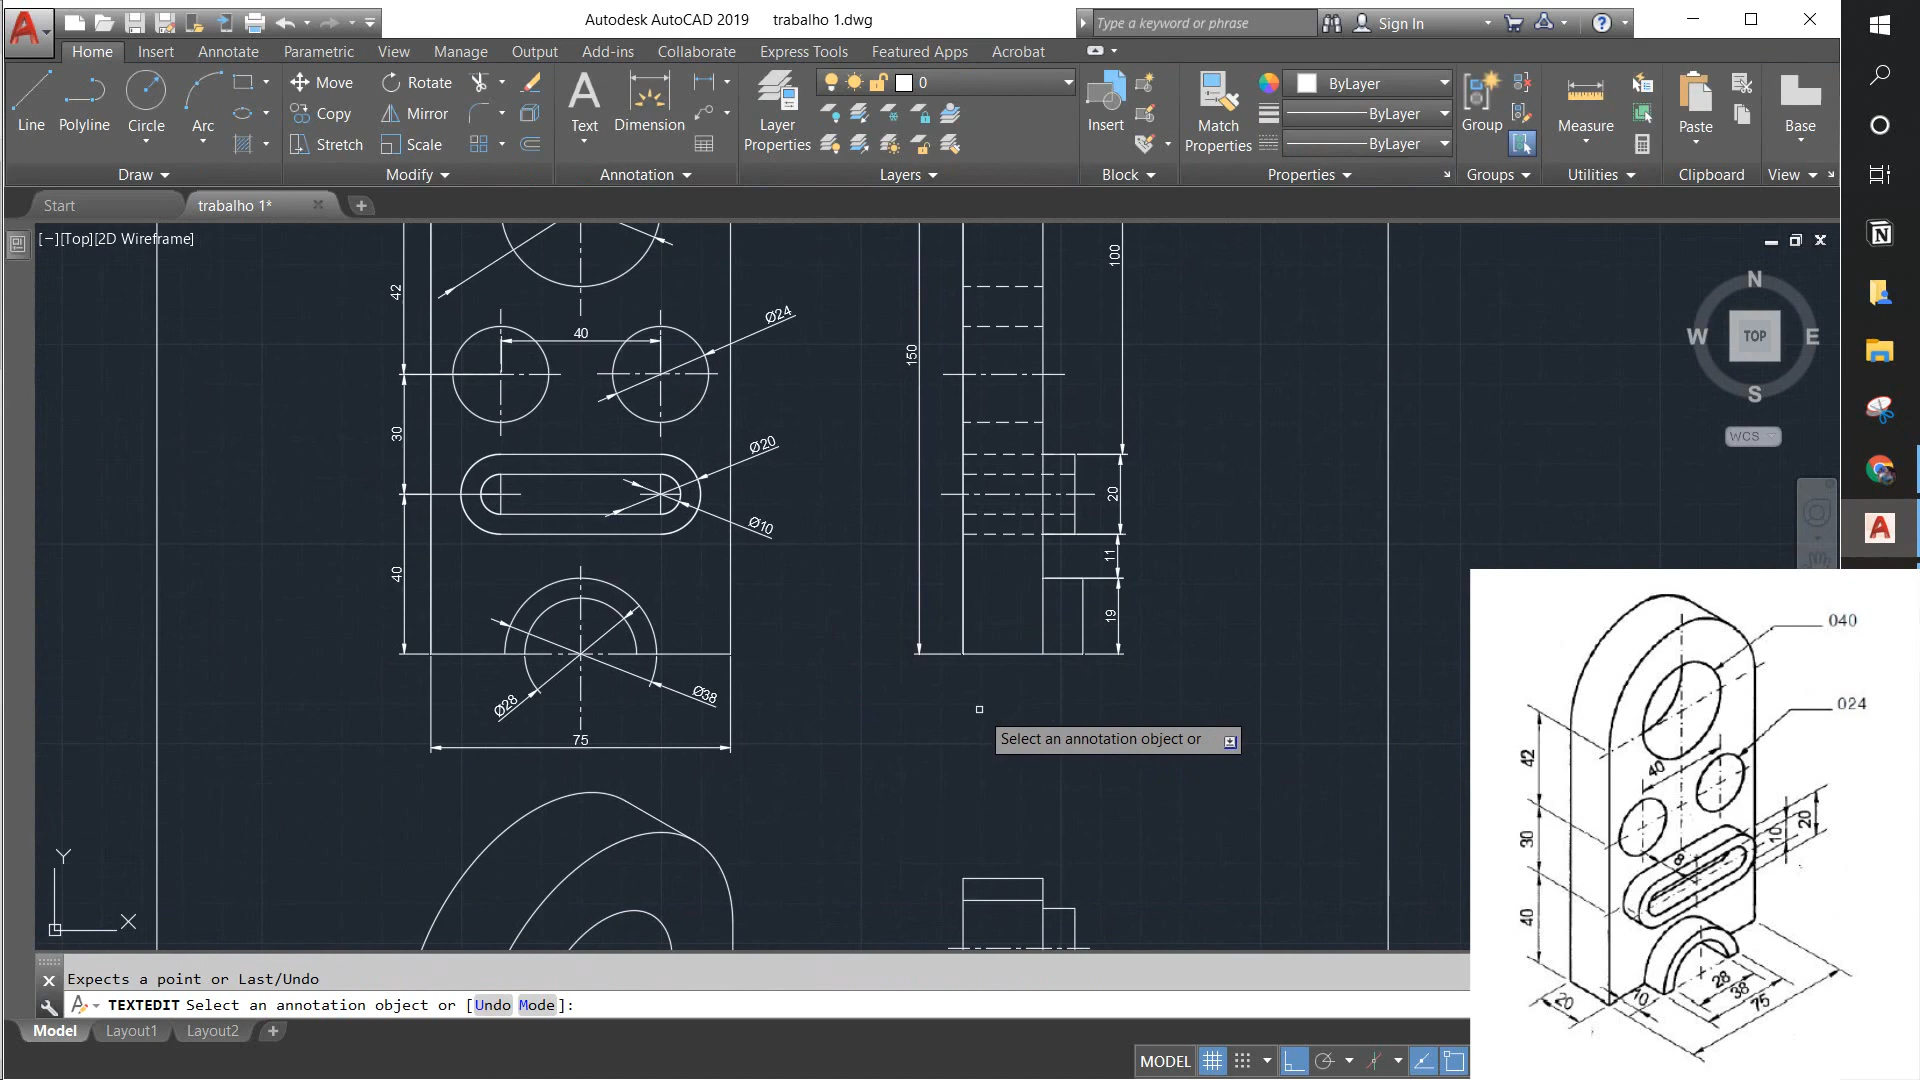 Autodesk AutoCAD 2019 trabalho 1.dwg
Type a keyword or phrase
Sign In
Home Insert Annotate Parametric View Manage Output Add-ins Collaborate Express Tools Featured Apps Acrobat
Line Polyline Circle Arc
Move Rotate
Copy Mirror
Stretch Scale
Text Dimension
Layer Properties
0
Insert
Match Properties
ByLayer
ByLayer
ByLayer
Group
Measure
Paste
Base
Draw Modify Annotation Layers Block Properties Groups Utilities Clipboard View
Start trabalho 1*
[−][Top][2D Wireframe]
N
W TOP E
S
WCS
42
40
Ø24
30
Ø20
Ø10
40
Ø28
Ø38
75
100
150
20
11
19
Select an annotation object or
Y
X
040
024
42
40
30
10
20
8
40
28
38
75
20
10
Expects a point or Last/Undo
TEXTEDIT Select an annotation object or [Undo Mode]:
Model Layout1 Layout2
MODEL